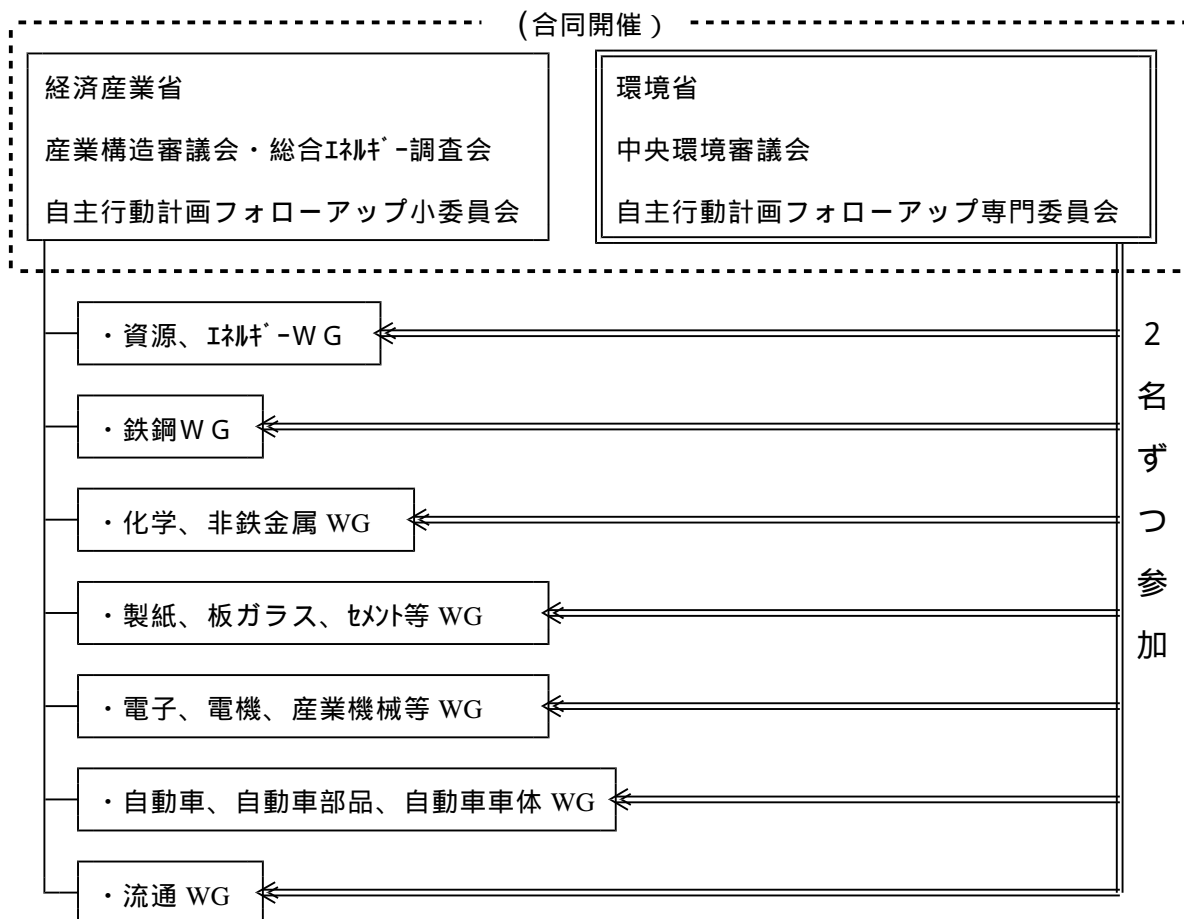 (合同開催)
経済産業省
産業構造審議会・総合ｴﾈﾙｷﾞｰ調査会
自主行動計画フォローアップ小委員会
環境省
中央環境審議会
自主行動計画フォローアップ専門委員会
・資源、ｴﾈﾙｷﾞｰＷＧ
・鉄鋼ＷＧ
・化学、非鉄金属 WG
・製紙、板ガラス、ｾﾒﾝﾄ等 WG
・電子、電機、産業機械等 WG
・自動車、自動車部品、自動車車体 WG
・流通 WG
２名ずつ参加